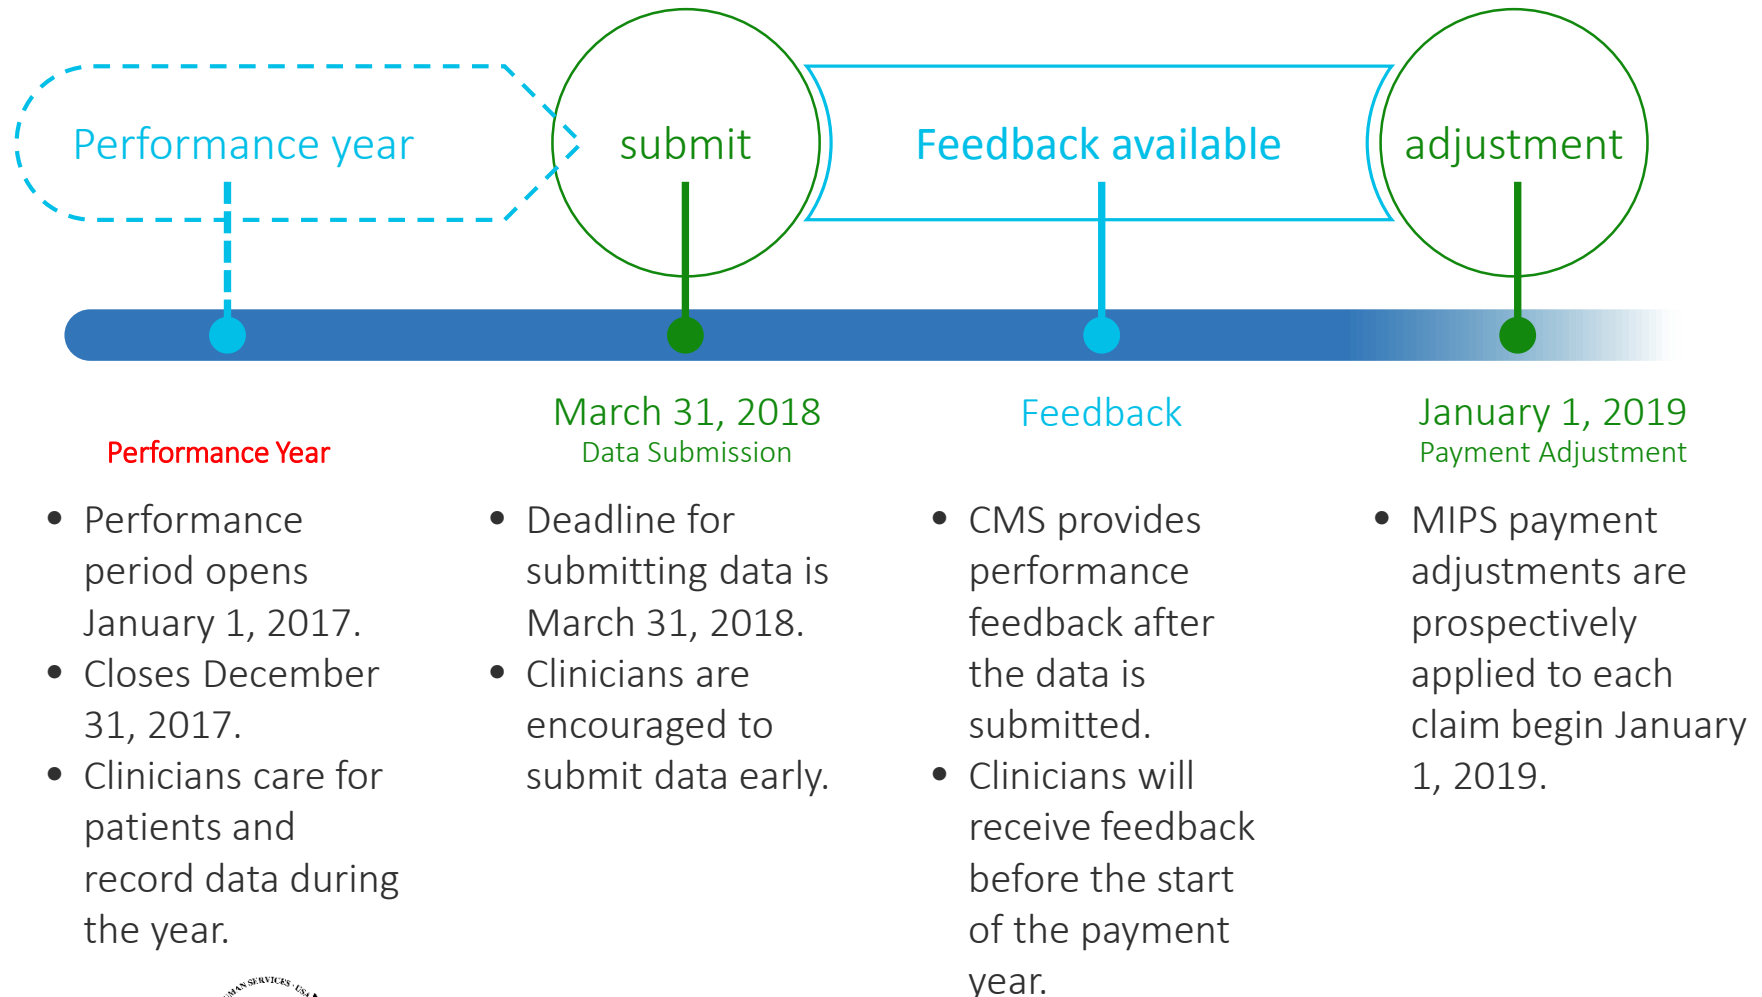 Performance year
submit
Feedback available
adjustment
Performance Year
March 31, 2018
Data Submission
Feedback
January 1, 2019
Payment Adjustment
• Performance
period opens
January 1, 2017.
• Closes December
31, 2017.
• Clinicians care for
patients and
record data during
the year.
• Deadline for
submitting data is
March 31, 2018.
• Clinicians are
encouraged to
submit data early.
• CMS provides
performance
feedback after
the data is
submitted.
• Clinicians will
receive feedback
before the start
of the payment
year.
• MIPS payment
adjustments are
prospectively
applied to each
claim begin January
1, 2019.
SERVICES · USA